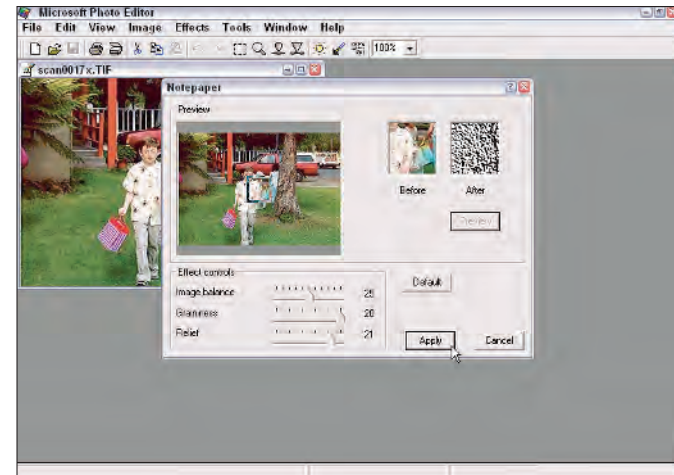 Microsoft Photo Editor
File Edit View Image Effects Tools Window Help
100%
scan0017x.TIF
Notepaper
Preview
Before After
Preview
Effect controls
Image balance 25
Graininess 20
Relief 21
Default
Apply Cancel